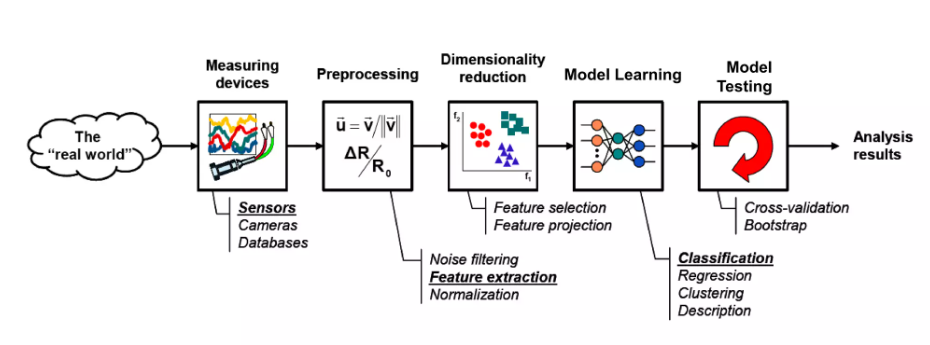 Measuring
devices
Preprocessing
Dimensionality
reduction
Model Learning
Model
Testing
The
“real world”
u⃗ = v⃗/||v⃗||
ΔR/R₀
f₂
f₁
Analysis
results
Sensors
Cameras
Databases
Noise filtering
Feature extraction
Normalization
Feature selection
Feature projection
Classification
Regression
Clustering
Description
Cross-validation
Bootstrap